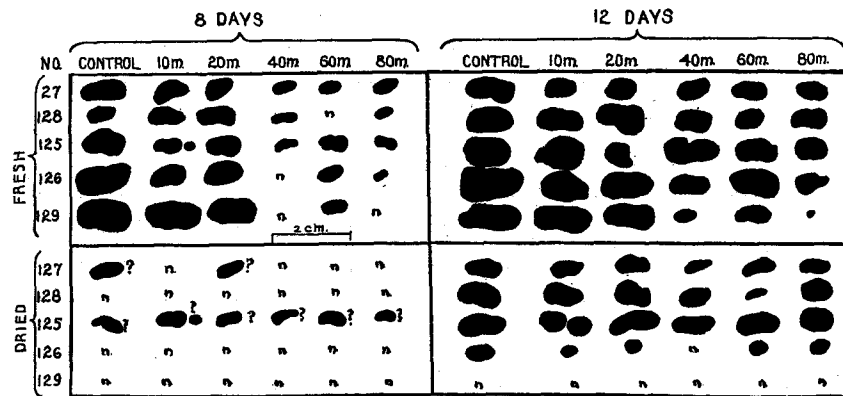 8 DAYS 12 DAYS
NO. CONTROL 10m. 20m. 40m. 60m. 80m. CONTROL 10m. 20m. 40m. 60m. 80m.
FRESH
127
128 n
125
126 n
129 n n
2 cm.
DRIED
127 ? n. ? n n n
128 n n n n n n
125 ? ? ? ? ? ?
126 n n n n n n n
129 n n n n n n n n n n n n